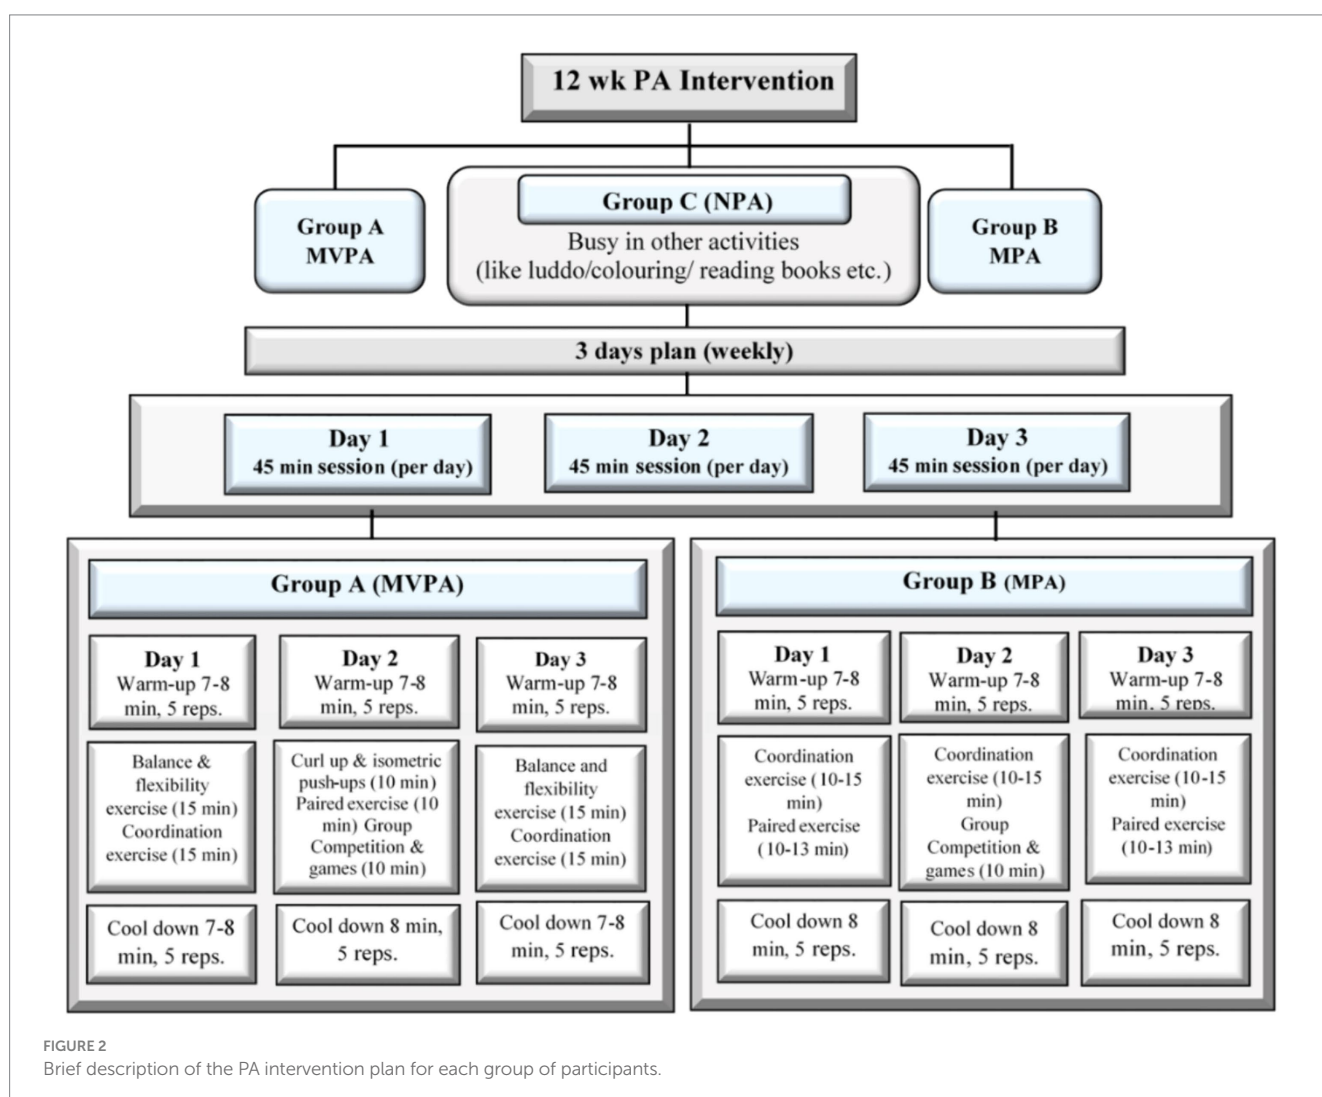 12 wk PA Intervention
Group A
MVPA
Group C (NPA)
Busy in other activities
(like luddo/colouring/ reading books etc.)
Group B
MPA
3 days plan (weekly)
Day 1
45 min session (per day)
Day 2
45 min session (per day)
Day 3
45 min session (per day)
Group A (MVPA)
Day 1
Warm-up 7-8
min, 5 reps.
Day 2
Warm-up 7-8
min, 5 reps.
Day 3
Warm-up 7-8
min, 5 reps.
Balance &
flexibility
exercise (15 min)
Coordination
exercise (15 min)
Curl up & isometric
push-ups (10 min)
Paired exercise (10
min) Group
Competition &
games (10 min)
Balance and
flexibility
exercise (15 min)
Coordination
exercise (15 min)
Cool down 7-8
min, 5 reps.
Cool down 8 min,
5 reps.
Cool down 7-8
min, 5 reps.
Group B (MPA)
Day 1
Warm-up 7-8
min, 5 reps.
Day 2
Warm-up 7-8
min, 5 reps.
Day 3
Warm-up 7-8
min, 5 reps.
Coordination
exercise (10-15
min)
Paired exercise
(10-13 min)
Coordination
exercise (10-15
min)
Group
Competition &
games (10 min)
Coordination
exercise (10-15
min)
Paired exercise
(10-13 min)
Cool down 8
min, 5 reps.
Cool down 8
min, 5 reps.
Cool down 8
min, 5 reps.
FIGURE 2
Brief description of the PA intervention plan for each group of participants.